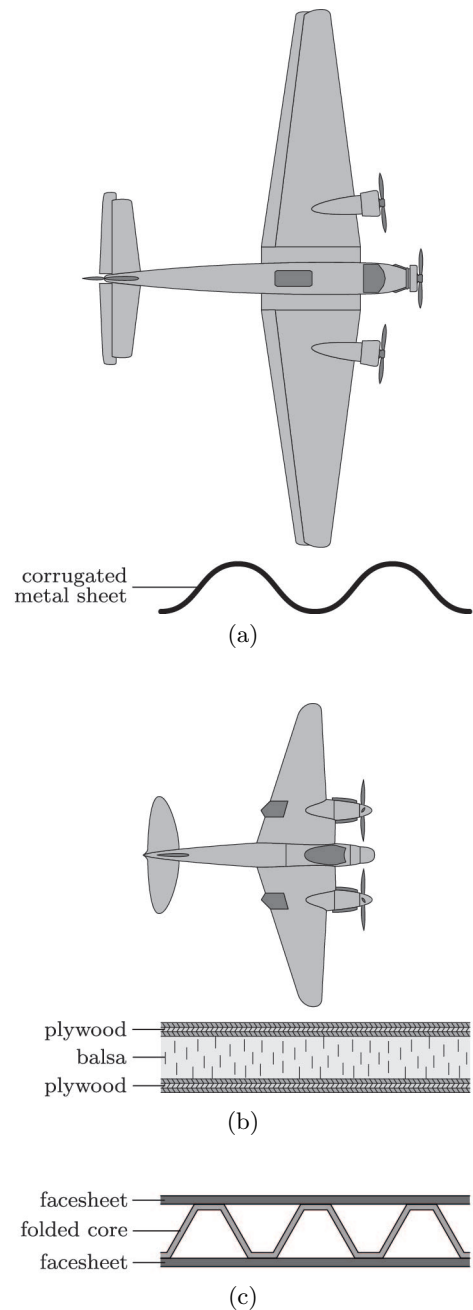 corrugated
metal sheet
(a)
plywood
balsa
plywood
(b)
facesheet
folded core
facesheet
(c)